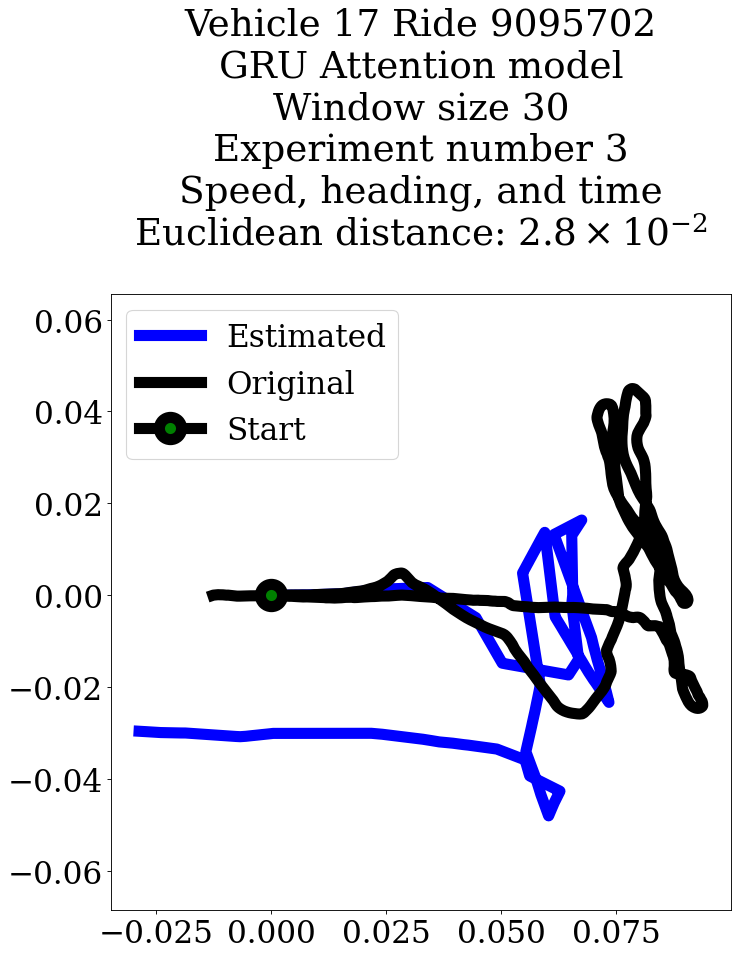 Vehicle 17 Ride 9095702
GRU Attention model
Window size 30
Experiment number 3
Speed, heading, and time
Euclidean distance: 2.8 × 10⁻²
Estimated
Original
Start
0.06
0.04
0.02
0.00
−0.02
−0.04
−0.06
−0.025 0.000 0.025 0.050 0.075